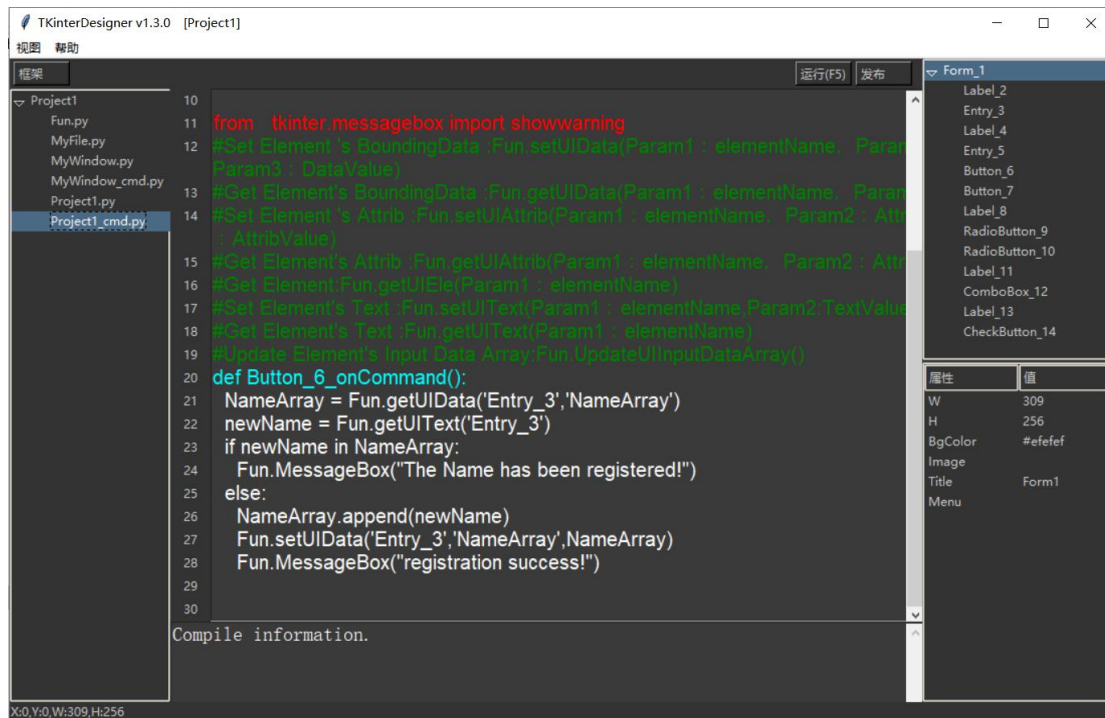 TKinterDesigner v1.3.0 [Project1]
视图 帮助
框架
运行(F5) 发布
Project1
Fun.py
MyFile.py
MyWindow.py
MyWindow_cmd.py
Project1.py
Project1_cmd.py
10
11 from tkinter.messagebox import showwarning
12 #Set Element 's BoundingData :Fun.setUIData(Param1 : elementName, Param
Param3 : DataValue)
13 #Get Element's BoundingData :Fun.getUIData(Param1 : elementName, Param
14 #Set Element 's Attrib :Fun.setUIAttrib(Param1 : elementName, Param2 : Attr
: AttribValue)
15 #Get Element's Attrib :Fun.getUIAttrib(Param1 : elementName, Param2 : Attr
16 #Get Element:Fun.getUIEle(Param1 : elementName)
17 #Set Element's Text :Fun.setUIText(Param1 : elementName,Param2:TextValue
18 #Get Element's Text :Fun.getUIText(Param1 : elementName)
19 #Update Element's Input Data Array:Fun.UpdateUIInputDataArray()
20 def Button_6_onCommand():
21 NameArray = Fun.getUIData('Entry_3','NameArray')
22 newName = Fun.getUIText('Entry_3')
23 if newName in NameArray:
24 Fun.MessageBox("The Name has been registered!")
25 else:
26 NameArray.append(newName)
27 Fun.setUIData('Entry_3','NameArray',NameArray)
28 Fun.MessageBox("registration success!")
29
30
Compile information.
Form_1
Label_2
Entry_3
Label_4
Entry_5
Button_6
Button_7
Label_8
RadioButton_9
RadioButton_10
Label_11
ComboBox_12
Label_13
CheckButton_14
属性 值
W 309
H 256
BgColor #efefef
Image
Title Form1
Menu
X:0,Y:0,W:309,H:256